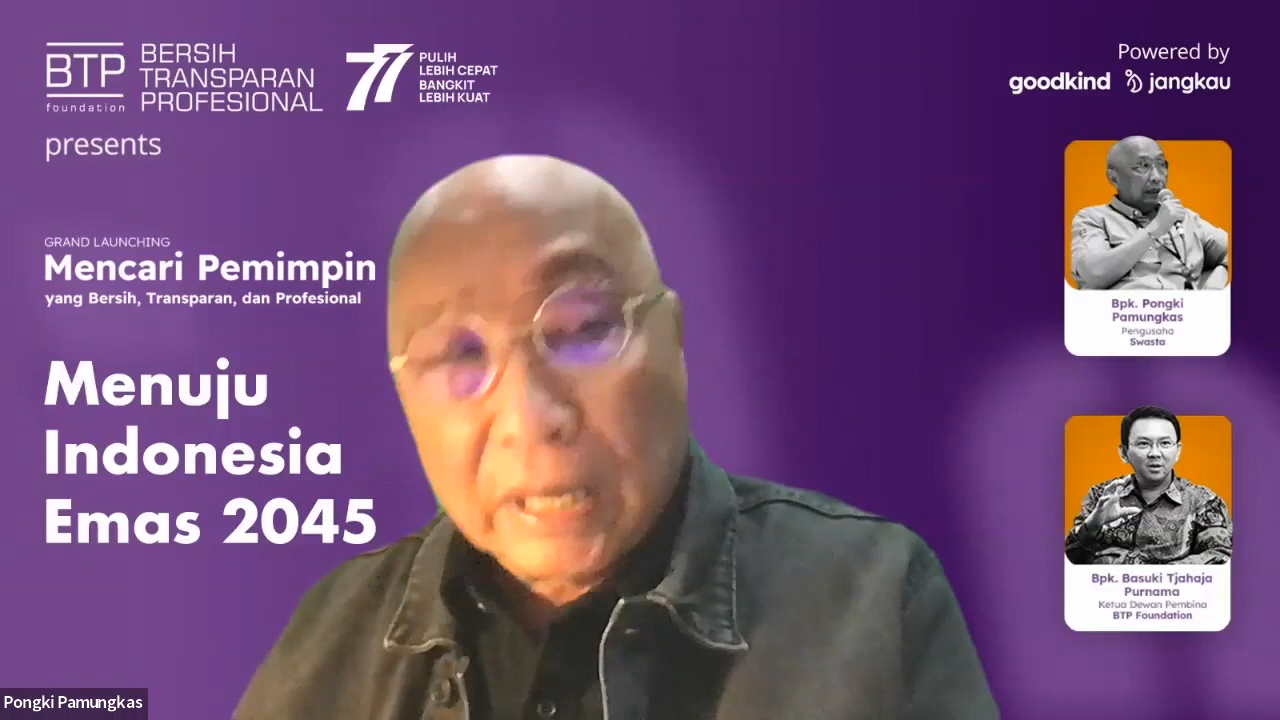 BTP
foundation
BERSIH
TRANSPARAN
PROFESIONAL
77
PULIH
LEBIH CEPAT
BANGKIT
LEBIH KUAT
Powered by
goodkind jangkau
presents
GRAND LAUNCHING
Mencari Pemimpin
yang Bersih, Transparan, dan Profesional
Menuju
Indonesia
Emas 2045
Bpk. Pongki
Pamungkas
Pengusaha
Swasta
Bpk. Basuki Tjahaja
Purnama
Ketua Dewan Pembina
BTP Foundation
Pongki Pamungkas